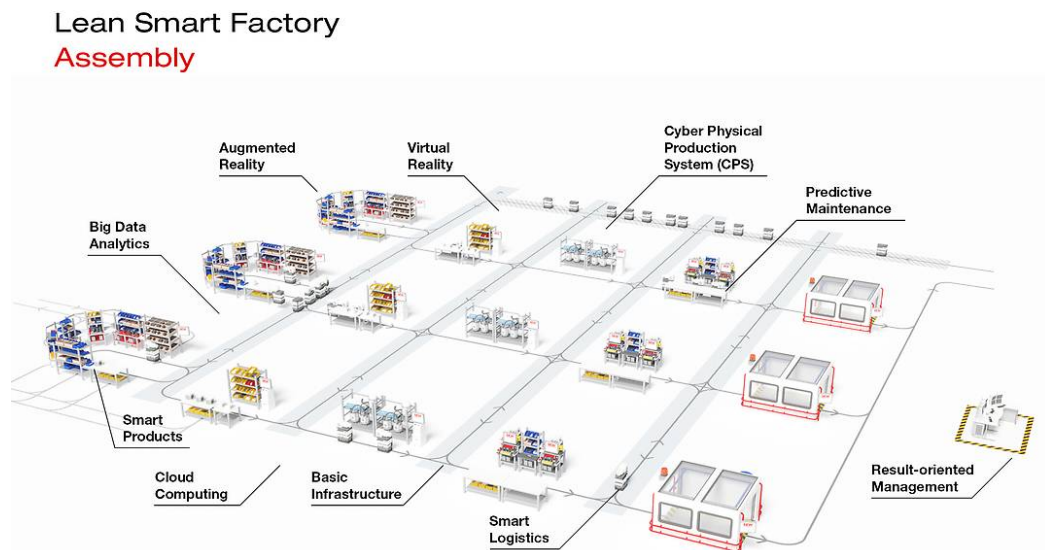 Lean Smart Factory
Assembly
Augmented
Reality
Virtual
Reality
Cyber Physical
Production
System (CPS)
Predictive
Maintenance
Big Data
Analytics
Smart
Products
Cloud
Computing
Basic
Infrastructure
Smart
Logistics
Result-oriented
Management